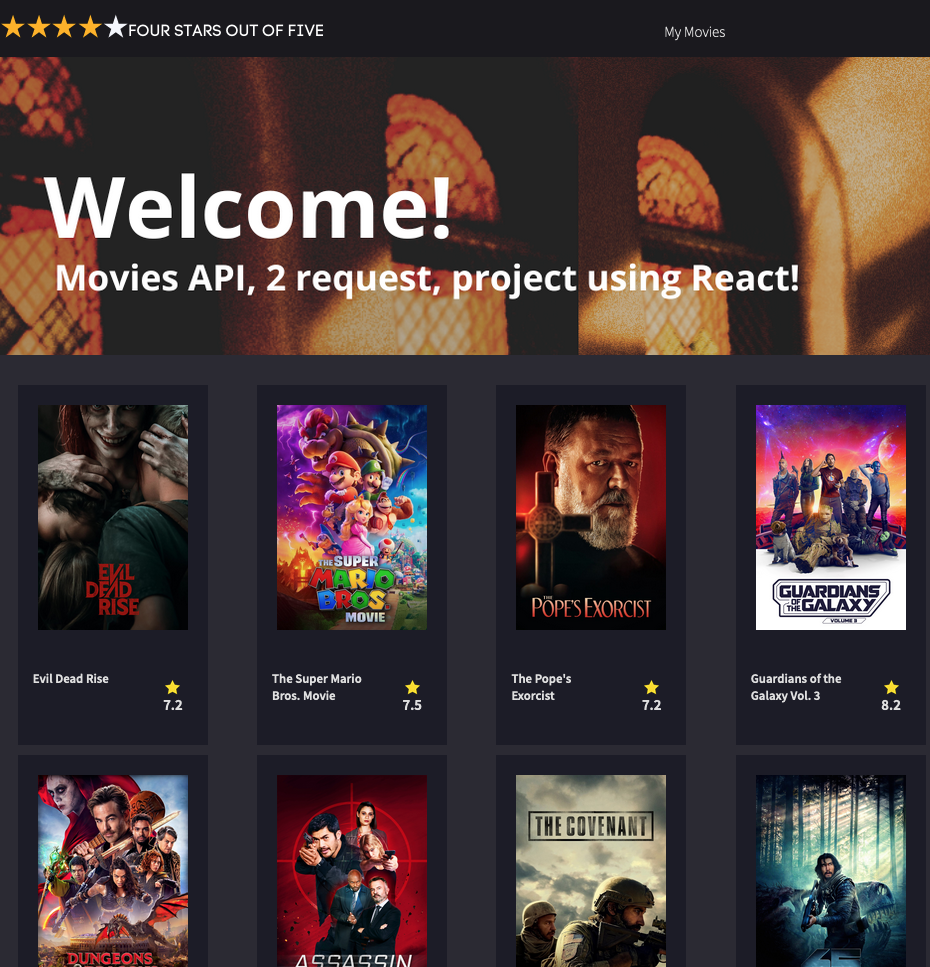 FOUR STARS OUT OF FIVE
My Movies
Welcome!
Movies API, 2 request, project using React!
EVIL
DEAD
RISE
THE SUPER
MARIO
BROS.
MOVIE
THE
POPE'S EXORCIST
GUARDIANS
OF THE GALAXY
VOLUME 3
Evil Dead Rise
7.2
The Super Mario
Bros. Movie
7.5
The Pope's
Exorcist
7.2
Guardians of the
Galaxy Vol. 3
8.2
DUNGEONS
ASSASSIN
THE COVENANT